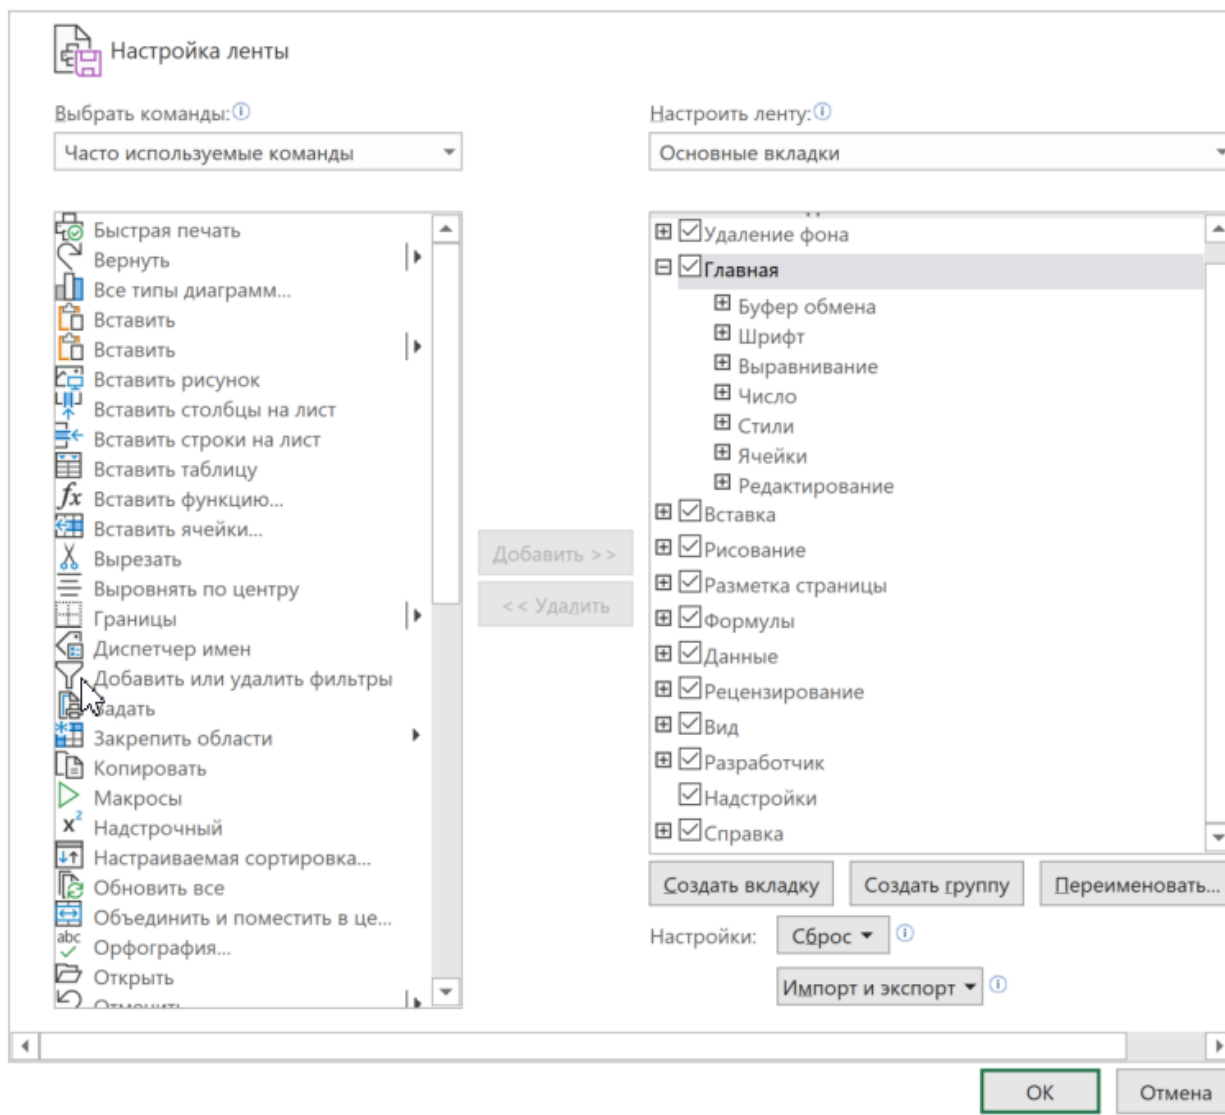 Настройка ленты
Выбрать команды:
Часто используемые команды
Быстрая печать
Вернуть
Все типы диаграмм...
Вставить
Вставить
Вставить рисунок
Вставить столбцы на лист
Вставить строки на лист
Вставить таблицу
Вставить функцию...
Вставить ячейки...
Вырезать
Выровнять по центру
Границы
Диспетчер имен
Добавить или удалить фильтры
Задать
Закрепить области
Копировать
Макросы
Надстрочный
Настраиваемая сортировка...
Обновить все
Объединить и поместить в це...
Орфография...
Открыть
Отменить
Добавить >>
<< Удалить
Настроить ленту:
Основные вкладки
Удаление фона
Главная
Буфер обмена
Шрифт
Выравнивание
Число
Стили
Ячейки
Редактирование
Вставка
Рисование
Разметка страницы
Формулы
Данные
Рецензирование
Вид
Разработчик
Надстройки
Справка
Создать вкладку
Создать группу
Переименовать...
Настройки:
Сброс
Импорт и экспорт
ОК
Отмена